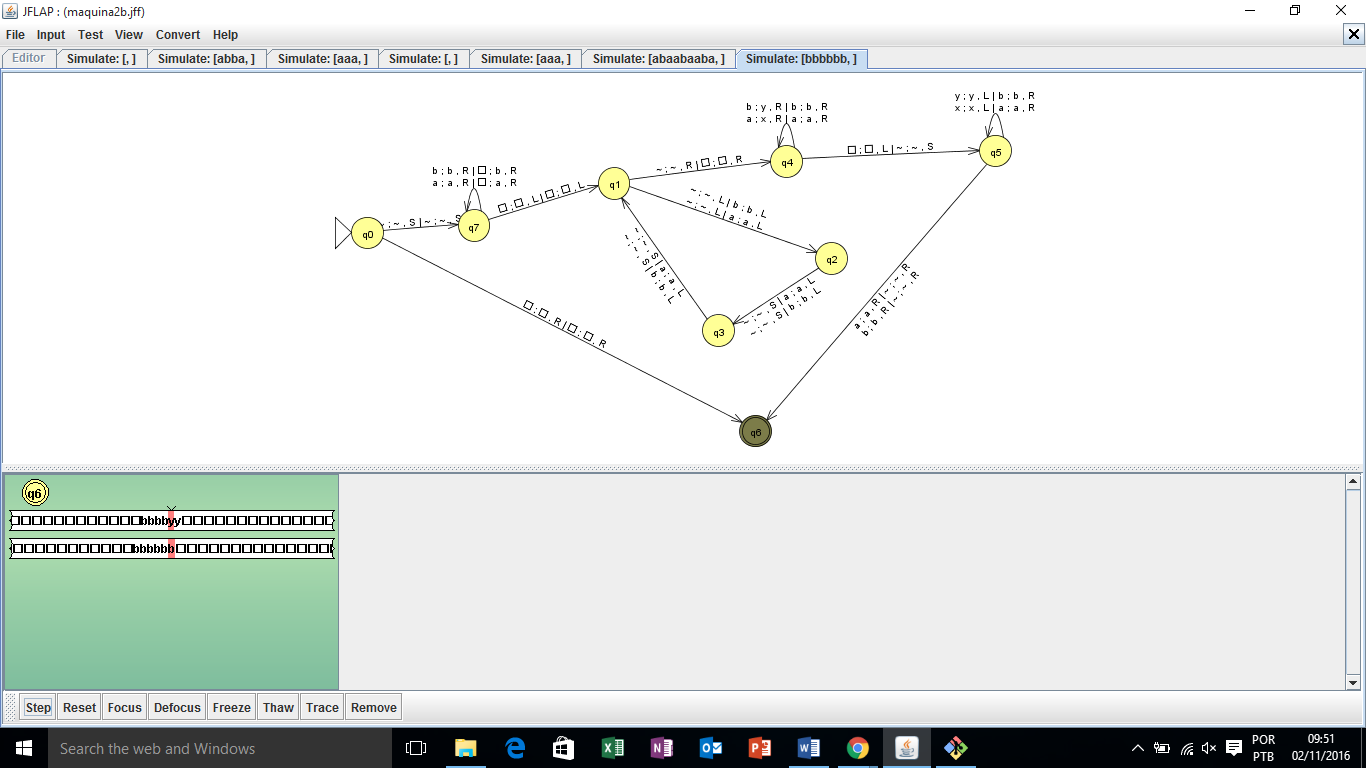 JFLAP : (maquina2b.jff)
File Input Test View Convert Help
Editor Simulate: [, ] Simulate: [abba, ] Simulate: [aaa, ] Simulate: [, ] Simulate: [aaa, ] Simulate: [abaabaaba, ] Simulate: [bbbbbb, ]
y ; y , L | b ; b , R
x ; x , L | a ; a , R
b ; y , R | b ; b , R
a ; x , R | a ; a , R
q5
□ ; □ , L | ~ ; ~ , S
q4
~ ; ~ , R | □ ; □ , R
b ; b , R | □ ; b , R
a ; a , R | □ ; a , R
q1
□ ; □ , L | □ ; □ , L
~ ; ~ , L | b ; b , L
~ ; ~ , L | a ; a , L
q0
; ~ , S | ~ ; ~ , S
q7
~ ; ~ , S | a ; a , L
~ ; ~ , S | b ; b , L
q2
~ ; ~ , S | a ; a , L
~ ; ~ , S | b ; b , L
q3
a ; a , R | ~ ; ~ , R
b ; b , R | ~ ; ~ , R
□ ; □ , R | □ ; □ , R
q6
q6
bbbbyy
bbbbbb
Step Reset Focus Defocus Freeze Thaw Trace Remove
Search the web and Windows
POR 09:51
PTB 02/11/2016